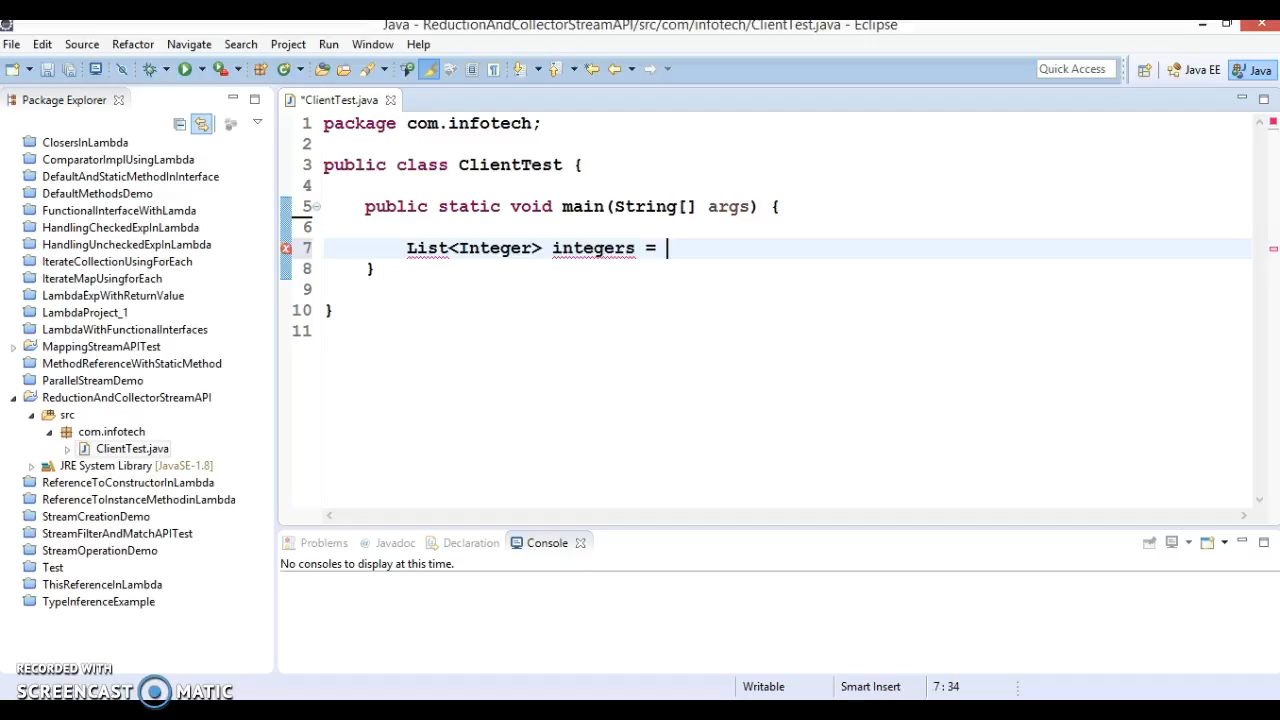 Java - ReductionAndCollectorStreamAPI/src/com/infotech/ClientTest.java - Eclipse
File Edit Source Refactor Navigate Search Project Run Window Help
Quick Access Java EE Java
Package Explorer
ClosersInLambda
ComparatorImplUsingLambda
DefaultAndStaticMethodInInterface
DefaultMethodsDemo
FunctionalInterfaceWithLamda
HandlingCheckedExpInLambda
HandlingUncheckedExpInLambda
IterateCollectionUsingForEach
IterateMapUsingforEach
LambdaExpWithReturnValue
LambdaProject_1
LambdaWithFunctionalInterfaces
MappingStreamAPITest
MethodReferenceWithStaticMethod
ParallelStreamDemo
ReductionAndCollectorStreamAPI
src
com.infotech
ClientTest.java
JRE System Library [JavaSE-1.8]
ReferenceToConstructorInLambda
ReferenceToInstanceMethodinLambda
StreamCreationDemo
StreamFilterAndMatchAPITest
StreamOperationDemo
Test
ThisReferenceInLambda
TypeInferenceExample
*ClientTest.java
1 package com.infotech;
2
3 public class ClientTest {
4
5 public static void main(String[] args) {
6
7 List<Integer> integers =
8 }
9
10 }
11
Problems Javadoc Declaration Console
No consoles to display at this time.
Writable Smart Insert 7 : 34
RECORDED WITH
SCREENCAST MATIC